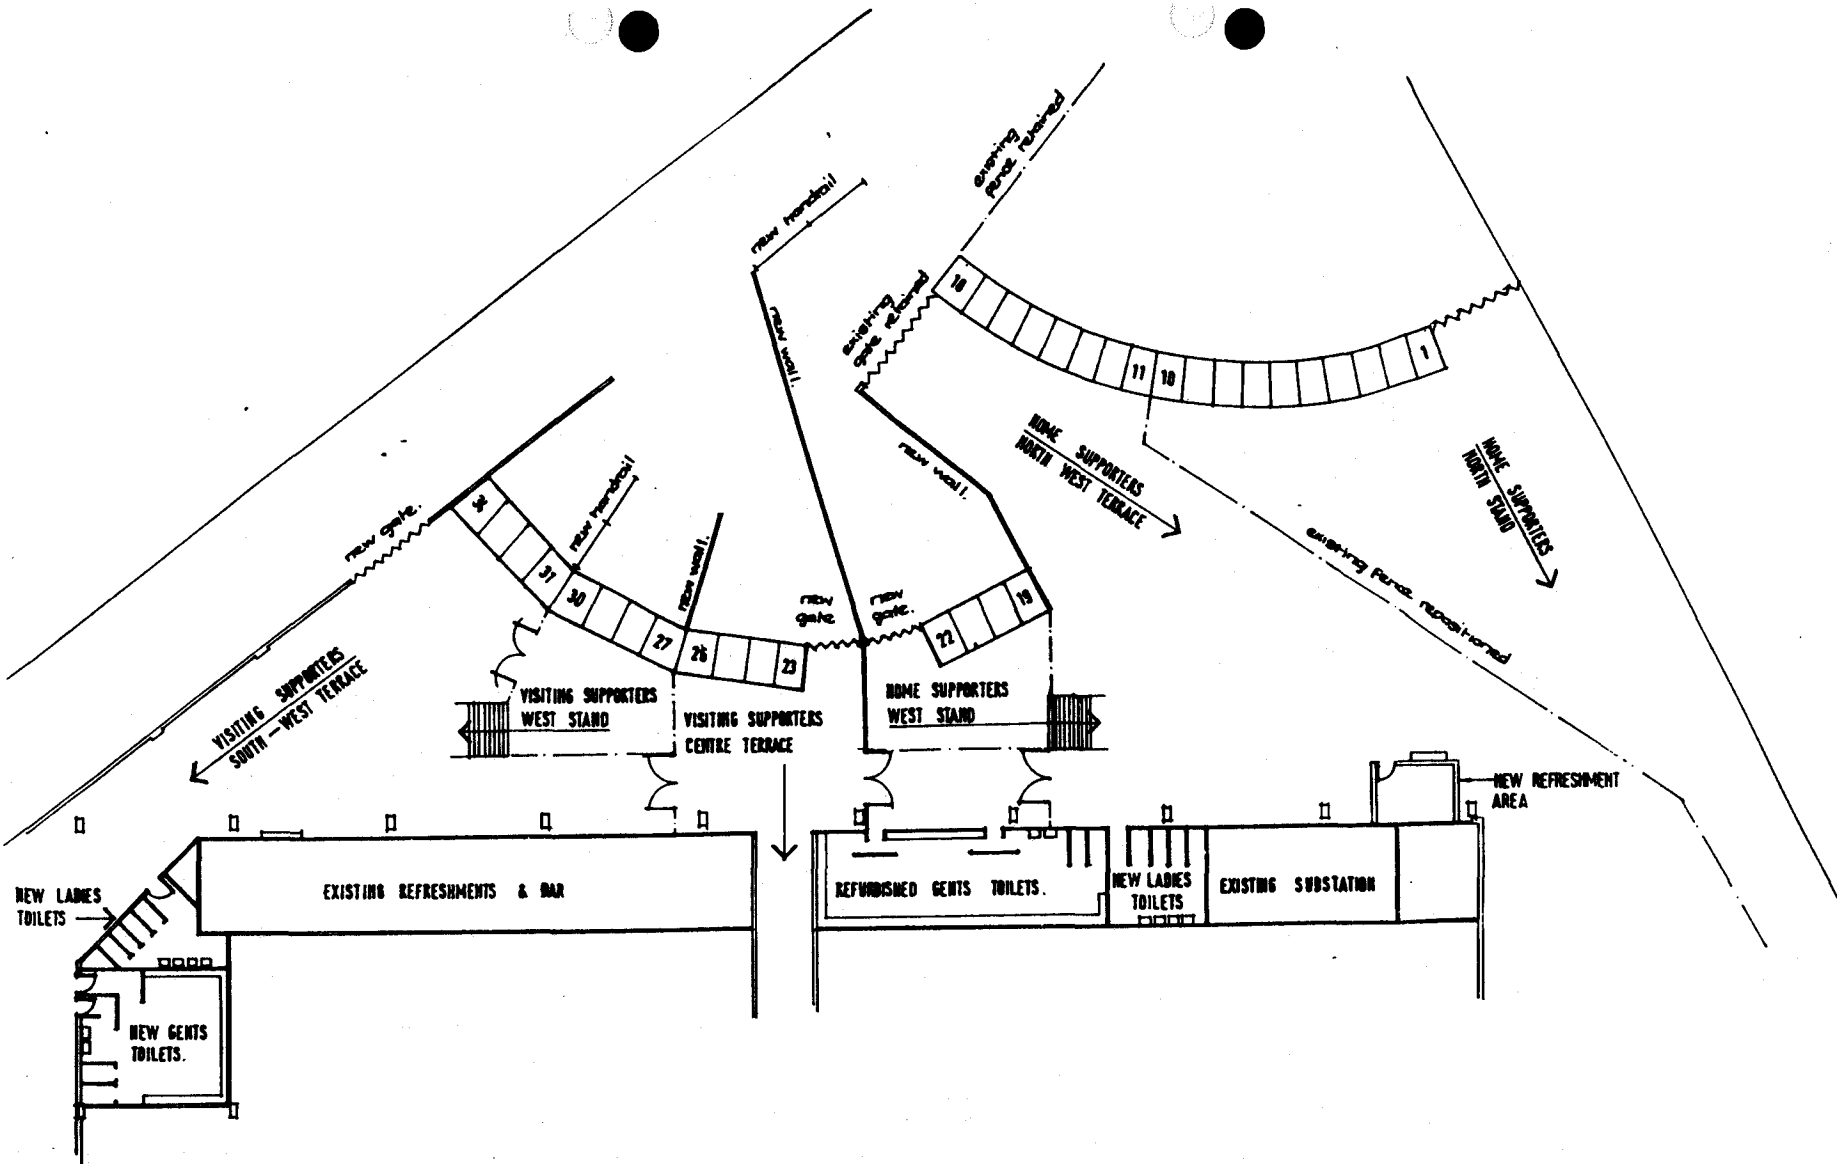 existing
fence retained
new handrail
existing
gate retained
new wall.
18
11
10
1
new wall.
HOME SUPPORTERS
NORTH WEST TERRACE
HOME SUPPORTERS
NORTH STAND
existing fence repositioned
new gate.
new handrail
new wall.
31
30
27
26
23
new
gate
new
gate.
22
19
VISITING SUPPORTERS
SOUTH-WEST TERRACE
VISITING SUPPORTERS
WEST STAND
VISITING SUPPORTERS
CENTRE TERRACE
HOME SUPPORTERS
WEST STAND
NEW REFRESHMENT
AREA
NEW LADIES
TOILETS
EXISTING REFRESHMENTS & BAR
REFURBISHED GENTS TOILETS.
NEW LADIES
TOILETS
EXISTING SUBSTATION
NEW GENTS
TOILETS.